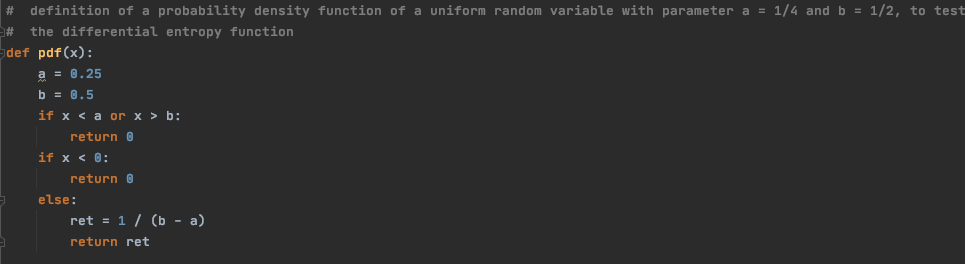 #  definition of a probability density function of a uniform random variable with parameter a = 1/4 and b = 1/2, to test
#  the differential entropy function
def pdf(x):
    a = 0.25
    b = 0.5
    if x < a or x > b:
        return 0
    if x < 0:
        return 0
    else:
        ret = 1 / (b - a)
        return ret